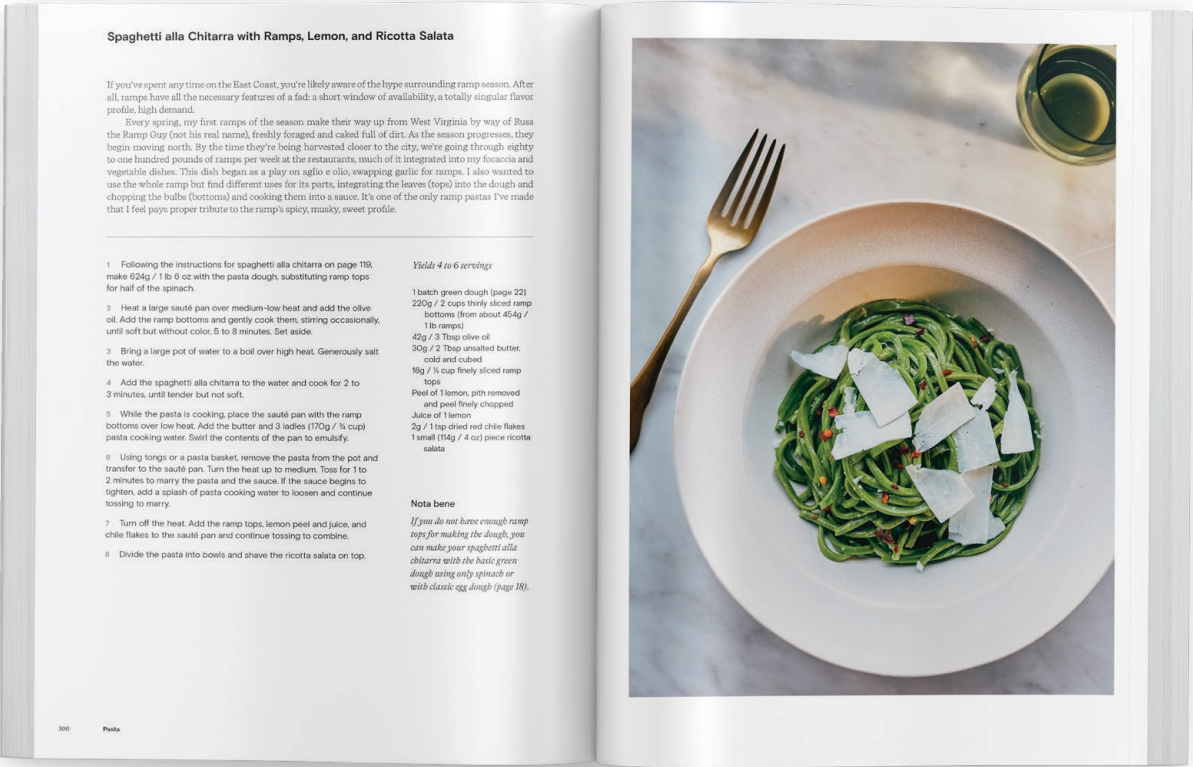 Spaghetti alla Chitarra with Ramps, Lemon, and Ricotta Salata
If you've spent any time on the East Coast, you're likely aware of the hype surrounding ramp season. After
all, ramps have all the necessary features of a fad: a short window of availability, a totally singular flavor
profile, high demand.
Every spring, my first ramps of the season make their way up from West Virginia by way of Russ
the Ramp Guy (not his real name), freshly foraged and caked full of dirt. As the season progresses, they
begin moving north. By the time they're being harvested closer to the city, we're going through eighty
to one hundred pounds of ramps per week at the restaurants, much of it integrated into my focaccia and
vegetable dishes. This dish began as a play on aglio e olio, swapping garlic for ramps. I also wanted to
use the whole ramp but find different uses for its parts, integrating the leaves (tops) into the dough and
chopping the bulbs (bottoms) and cooking them into a sauce. It's one of the only ramp pastas I've made
that I feel pays proper tribute to the ramp's spicy, musky, sweet profile.
1 Following the instructions for spaghetti alla chitarra on page 119,
make 624g / 1 lb 6 oz with the pasta dough, substituting ramp tops
for half of the spinach.
2 Heat a large sauté pan over medium-low heat and add the olive
oil. Add the ramp bottoms and gently cook them, stirring occasionally,
until soft but without color, 5 to 8 minutes. Set aside.
3 Bring a large pot of water to a boil over high heat. Generously salt
the water.
4 Add the spaghetti alla chitarra to the water and cook for 2 to
3 minutes, until tender but not soft.
5 While the pasta is cooking, place the sauté pan with the ramp
bottoms over low heat. Add the butter and 3 ladles (170g / ¾ cup)
pasta cooking water. Swirl the contents of the pan to emulsify.
6 Using tongs or a pasta basket, remove the pasta from the pot and
transfer to the sauté pan. Turn the heat up to medium. Toss for 1 to
2 minutes to marry the pasta and the sauce. If the sauce begins to
tighten, add a splash of pasta cooking water to loosen and continue
tossing to marry.
7 Turn off the heat. Add the ramp tops, lemon peel and juice, and
chile flakes to the sauté pan and continue tossing to combine.
8 Divide the pasta into bowls and shave the ricotta salata on top.
Yields 4 to 6 servings
1 batch green dough (page 22)
220g / 2 cups thinly sliced ramp
bottoms (from about 454g /
1 lb ramps)
42g / 3 Tbsp olive oil
30g / 2 Tbsp unsalted butter,
cold and cubed
16g / cup finely sliced ramp
tops
Peel of 1 lemon, pith removed
and peel finely chopped
Juice of 1 lemon
2g / 1 tsp dried red chile flakes
1 small (114g / 4 oz) piece ricotta
salata
Nota bene
If you do not have enough ramp
tops for making the dough, you
can make your spaghetti alla
chitarra with the basic green
dough using only spinach or
with classic egg dough (page 18).
300 Pasta